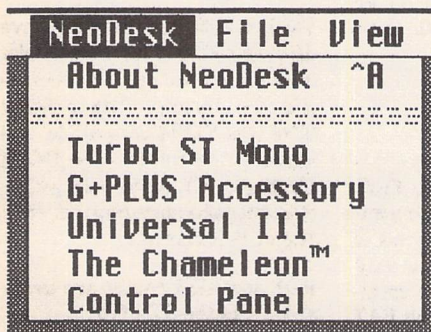 NeoDesk File View
About NeoDesk ^A
Turbo ST Mono
G+PLUS Accessory
Universal III
The Chameleon™
Control Panel